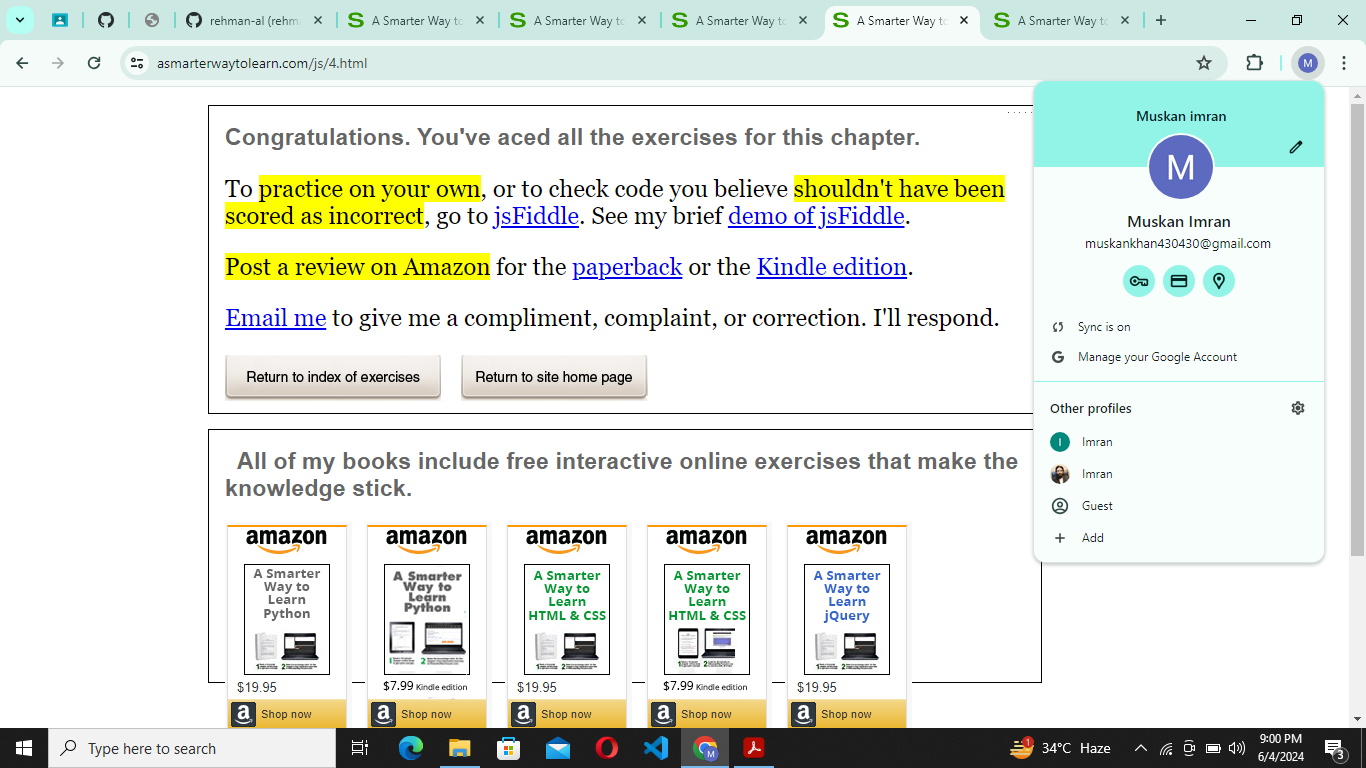 rehman-al (rehm
A Smarter Way to
A Smarter Way to
A Smarter Way to
A Smarter Way to
A Smarter Way to
asmarterwaytolearn.com/js/4.html
M
Congratulations. You've aced all the exercises for this chapter.
To practice on your own, or to check code you believe shouldn't have been
scored as incorrect, go to jsFiddle. See my brief demo of jsFiddle.
Post a review on Amazon for the paperback or the Kindle edition.
Email me to give me a compliment, complaint, or correction. I'll respond.
Return to index of exercises
Return to site home page
Muskan imran
M
Muskan Imran
muskankhan430430@gmail.com
Sync is on
Manage your Google Account
Other profiles
I
Imran
Imran
Guest
Add
All of my books include free interactive online exercises that make the
knowledge stick.
amazon
A Smarter
Way to
Learn
Python
$19.95
Shop now
amazon
A Smarter
Way to
Learn
Python
$7.99 Kindle edition
Shop now
amazon
A Smarter
Way to
Learn
HTML & CSS
$19.95
Shop now
amazon
A Smarter
Way to
Learn
HTML & CSS
$7.99 Kindle edition
Shop now
amazon
A Smarter
Way to
Learn
jQuery
$19.95
Shop now
Type here to search
1
34°C Haze
9:00 PM
6/4/2024
3